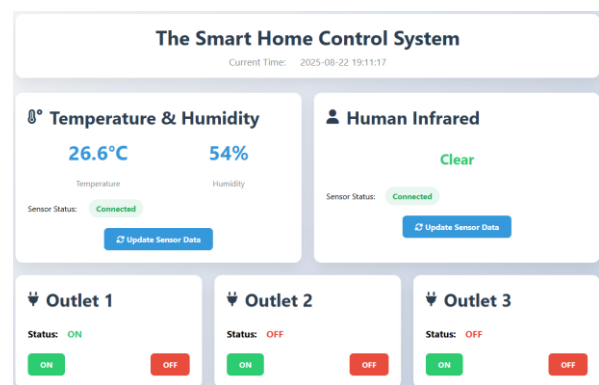 The Smart Home Control System
Current Time: 2025-08-22 19:11:17
Temperature & Humidity
26.6°C 54%
Temperature Humidity
Sensor Status: Connected
Update Sensor Data
Human Infrared
Clear
Sensor Status: Connected
Update Sensor Data
Outlet 1
Status: ON
ON OFF
Outlet 2
Status: OFF
ON OFF
Outlet 3
Status: OFF
ON OFF